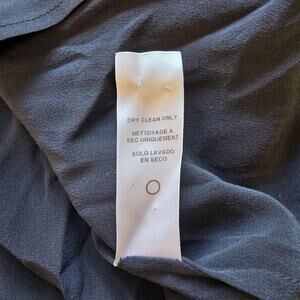 DRY CLEAN ONLY
NETTOYAGE A
SEC UNIQUEMENT
SOLO LAVADO
EN SECO